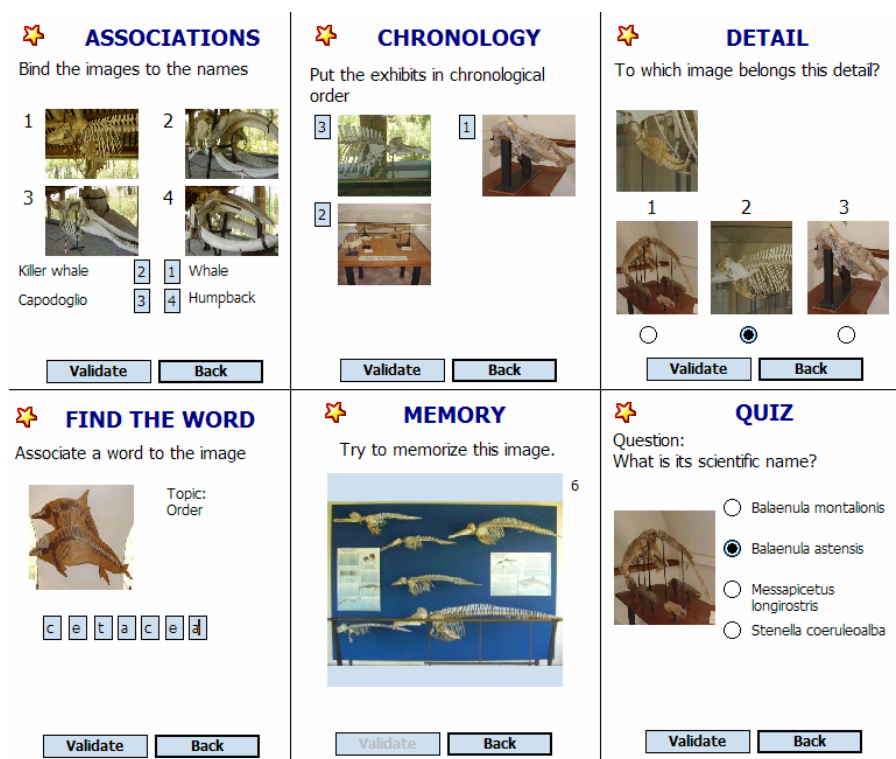 ASSOCIATIONS
Bind the images to the names
1
2
3
4
Killer whale 2 1 Whale
Capodoglio 3 4 Humpback
Validate Back
CHRONOLOGY
Put the exhibits in chronological
order
3
1
2
Validate Back
DETAIL
To which image belongs this detail?
1 2 3
Validate Back
FIND THE WORD
Associate a word to the image
Topic:
Order
c e t a c e a
Validate Back
MEMORY
Try to memorize this image.
6
Validate Back
QUIZ
Question:
What is its scientific name?
Balaenula montalionis
Balaenula astensis
Messapicetus
longirostris
Stenella coeruleoalba
Validate Back